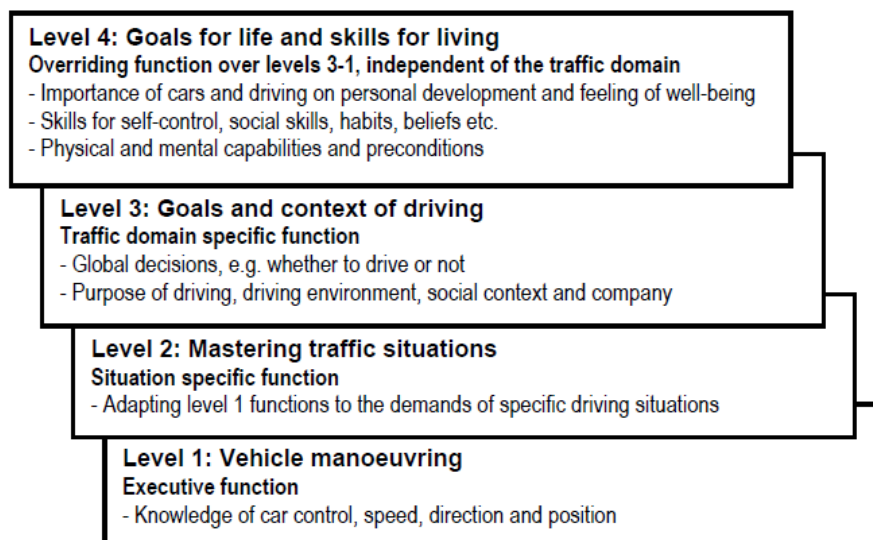 Level 4: Goals for life and skills for living
Overriding function over levels 3-1, independent of the traffic domain
- Importance of cars and driving on personal development and feeling of well-being
- Skills for self-control, social skills, habits, beliefs etc.
- Physical and mental capabilities and preconditions
Level 3: Goals and context of driving
Traffic domain specific function
- Global decisions, e.g. whether to drive or not
- Purpose of driving, driving environment, social context and company
Level 2: Mastering traffic situations
Situation specific function
- Adapting level 1 functions to the demands of specific driving situations
Level 1: Vehicle manoeuvring
Executive function
- Knowledge of car control, speed, direction and position